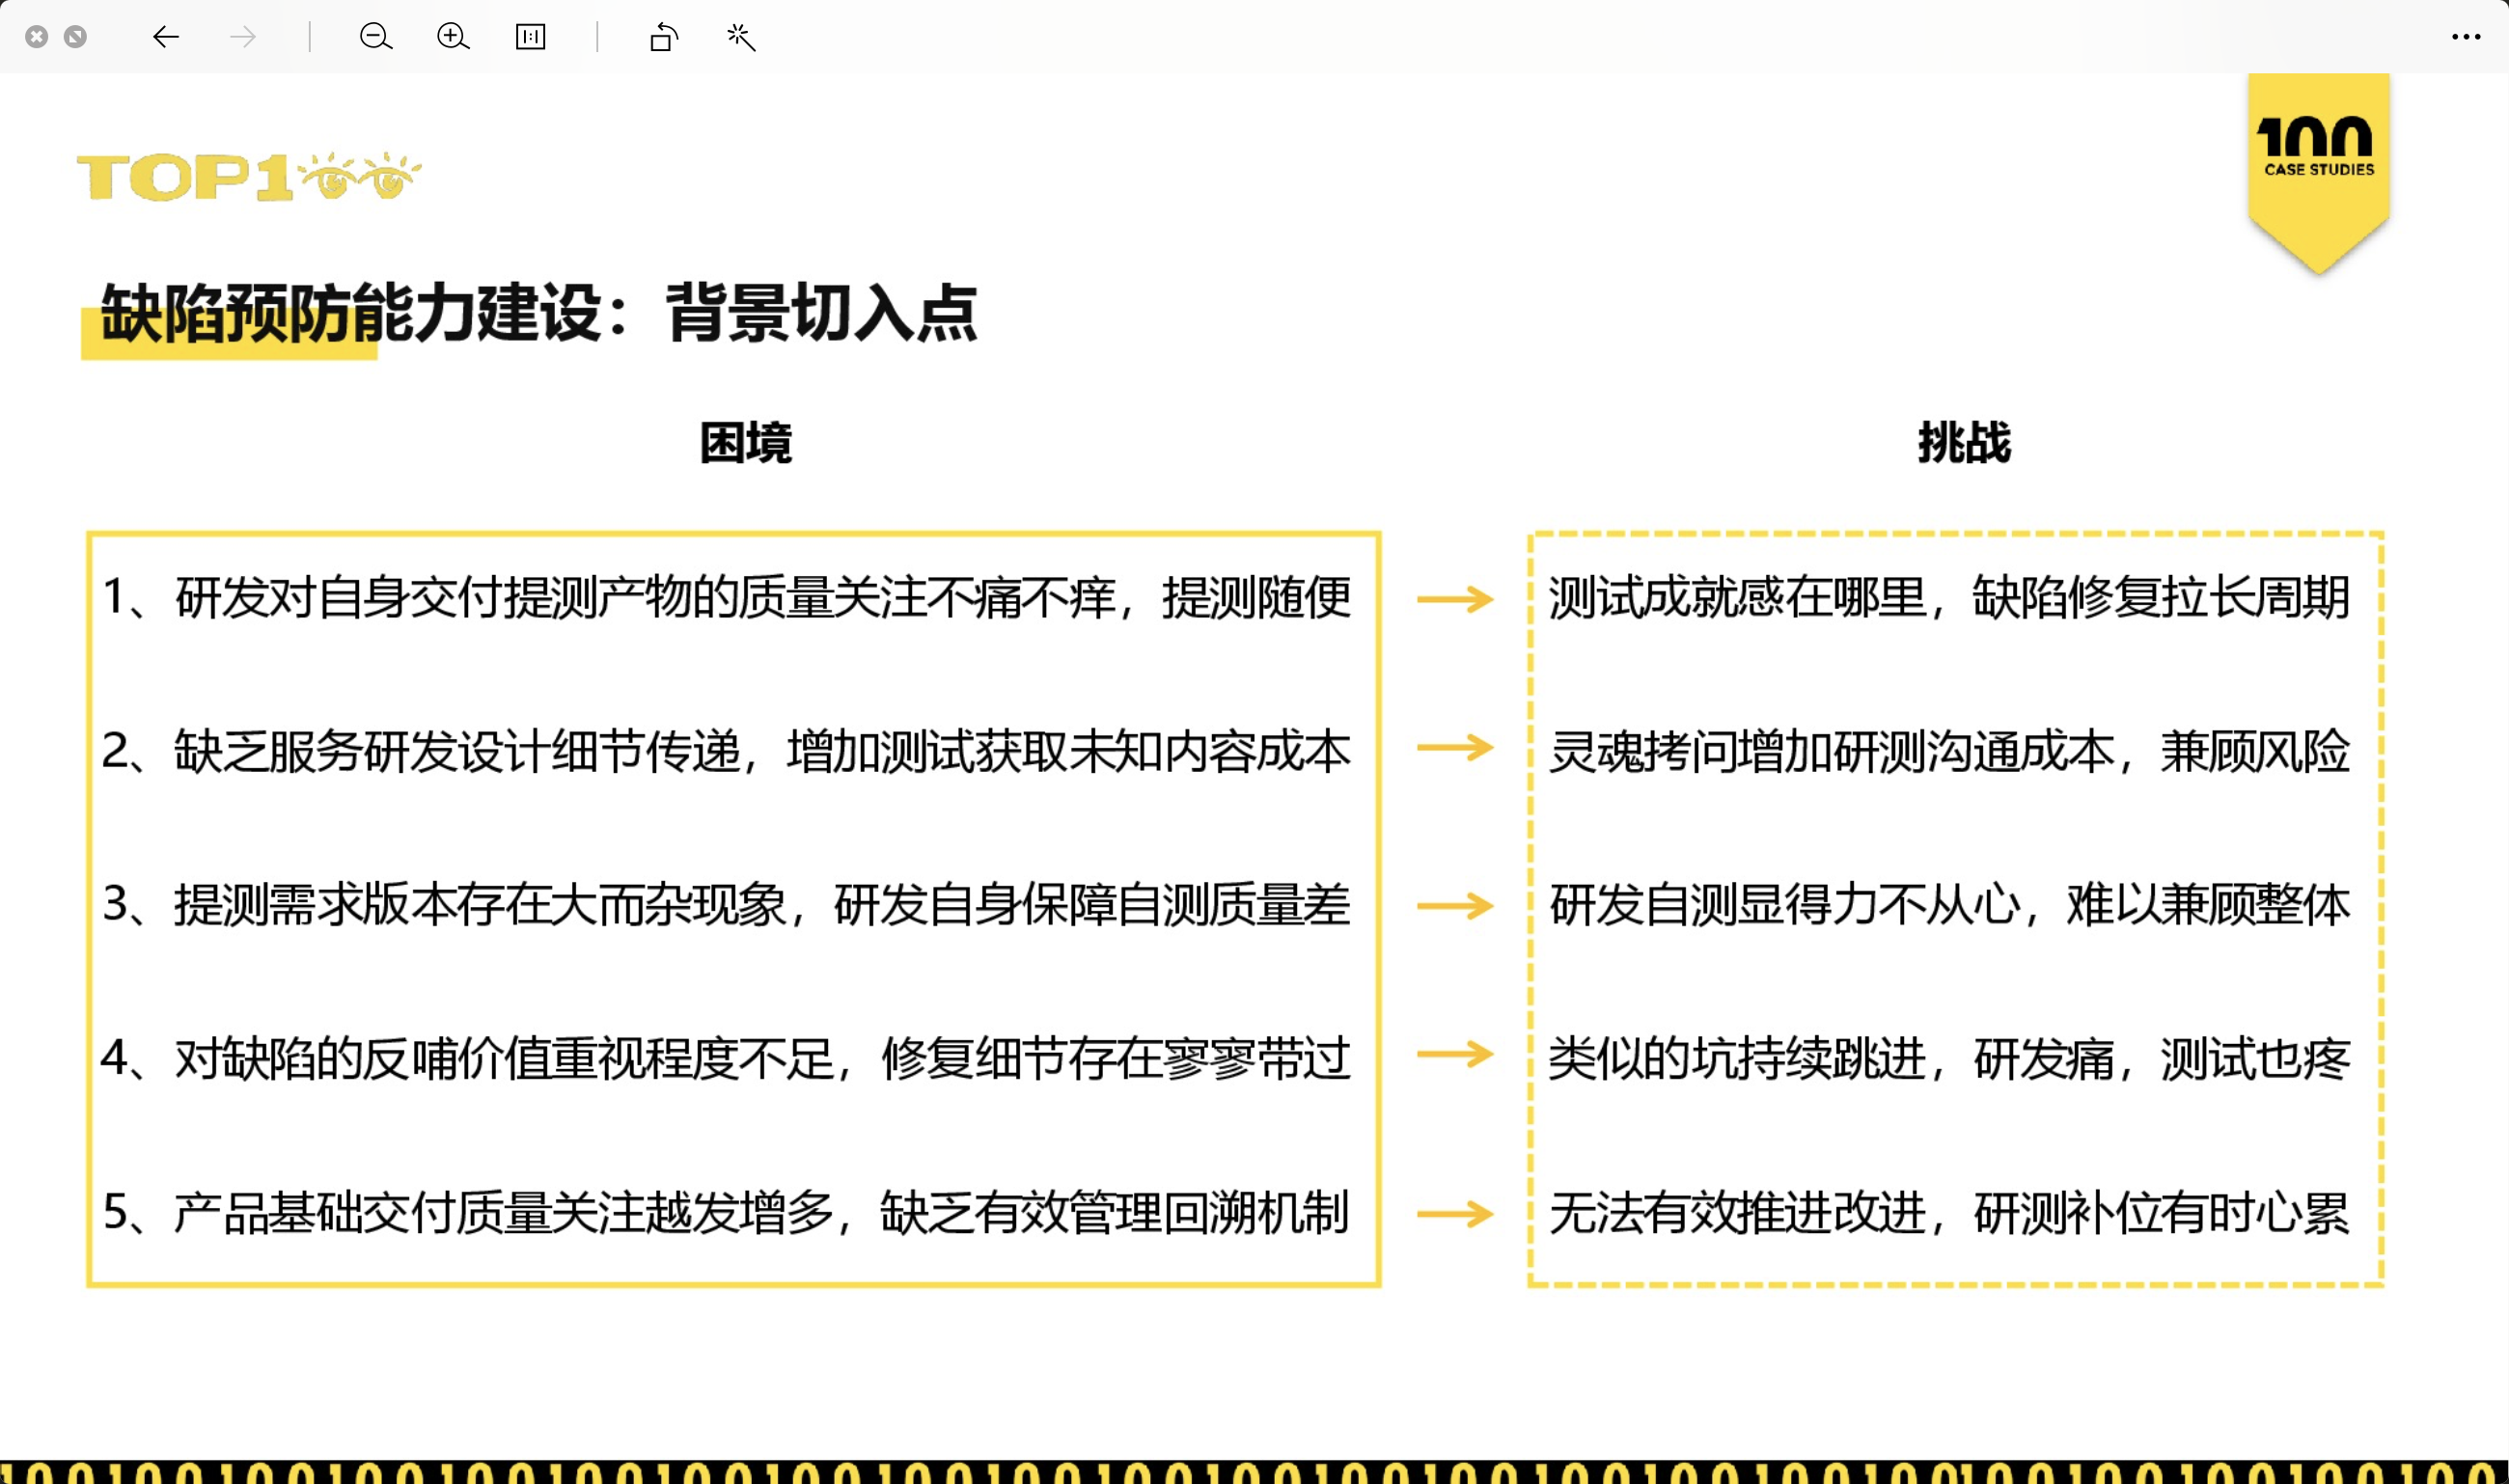 TOP100
100
CASE STUDIES
缺陷预防能力建设：背景切入点
困境
挑战
1、研发对自身交付提测产物的质量关注不痛不痒，提测随便
测试成就感在哪里，缺陷修复拉长周期
2、缺乏服务研发设计细节传递，增加测试获取未知内容成本
灵魂拷问增加研测沟通成本，兼顾风险
3、提测需求版本存在大而杂现象，研发自身保障自测质量差
研发自测显得力不从心，难以兼顾整体
4、对缺陷的反哺价值重视程度不足，修复细节存在寥寥带过
类似的坑持续跳进，研发痛，测试也疼
5、产品基础交付质量关注越发增多，缺乏有效管理回溯机制
无法有效推进改进，研测补位有时心累